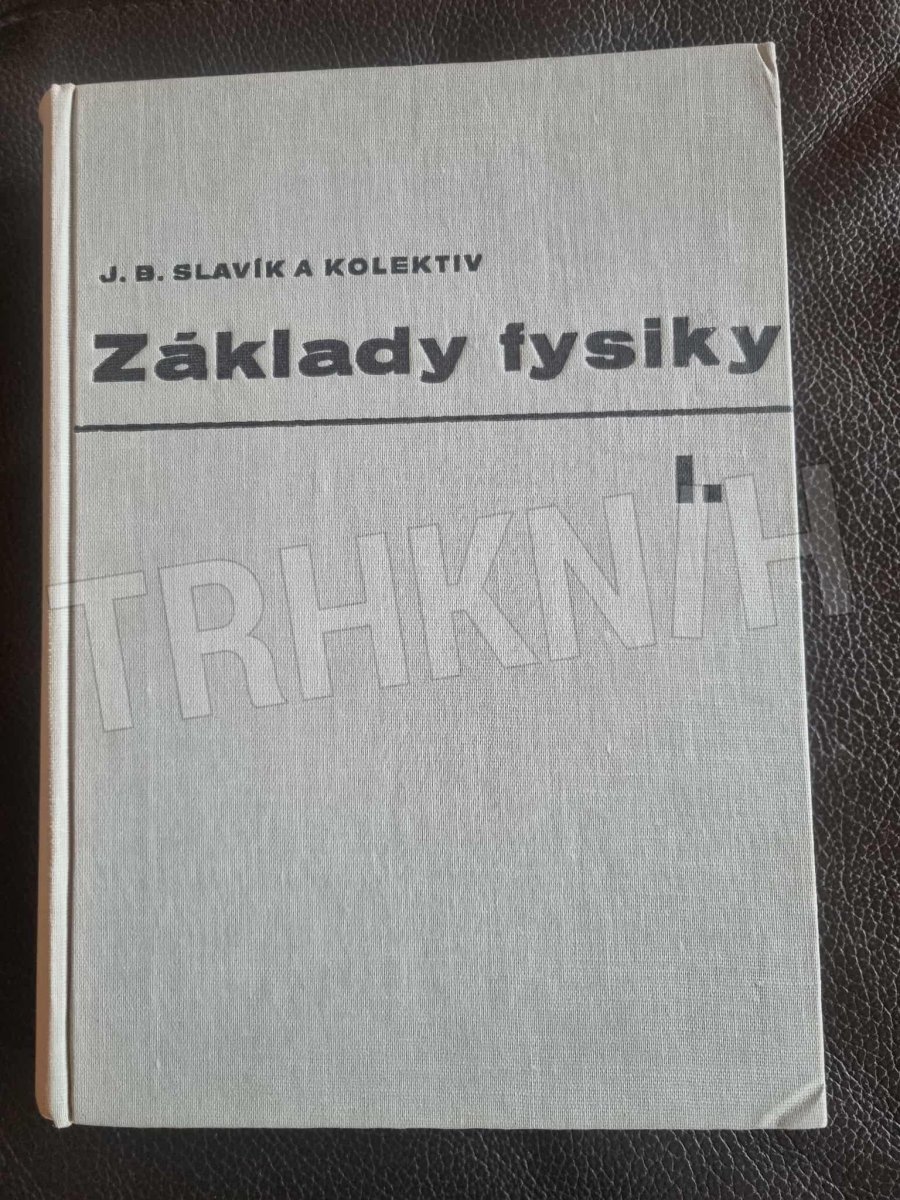 J. B. SLAVÍK A KOLEKTIV
Základy fysiky
I.
TRHKNIH